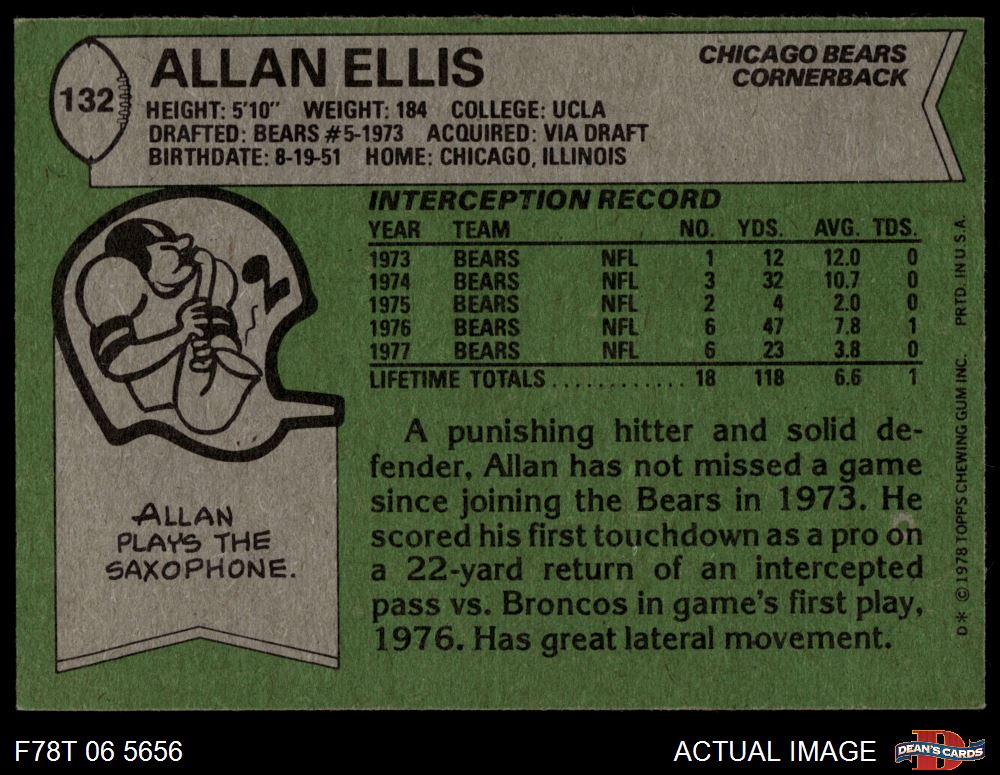 132
ALLAN ELLIS
CHICAGO BEARS
CORNERBACK
HEIGHT: 5'10" WEIGHT: 184 COLLEGE: UCLA
DRAFTED: BEARS #5-1973 ACQUIRED: VIA DRAFT
BIRTHDATE: 8-19-51 HOME: CHICAGO, ILLINOIS
INTERCEPTION RECORD
YEAR TEAM NO. YDS. AVG. TDS.
1973 BEARS NFL 1 12 12.0 0
1974 BEARS NFL 3 32 10.7 0
1975 BEARS NFL 2 4 2.0 0
1976 BEARS NFL 6 47 7.8 1
1977 BEARS NFL 6 23 3.8 0
LIFETIME TOTALS............ 18 118 6.6 1
A punishing hitter and solid de-
fender, Allan has not missed a game
since joining the Bears in 1973. He
scored his first touchdown as a pro on
a 22-yard return of an intercepted
pass vs. Broncos in game's first play,
1976. Has great lateral movement.
ALLAN
PLAYS THE
SAXOPHONE.
D* © 1978 TOPPS CHEWING GUM INC. PRTD. IN U.S.A.
F78T 06 5656
ACTUAL IMAGE
D
DEAN'S CARDS